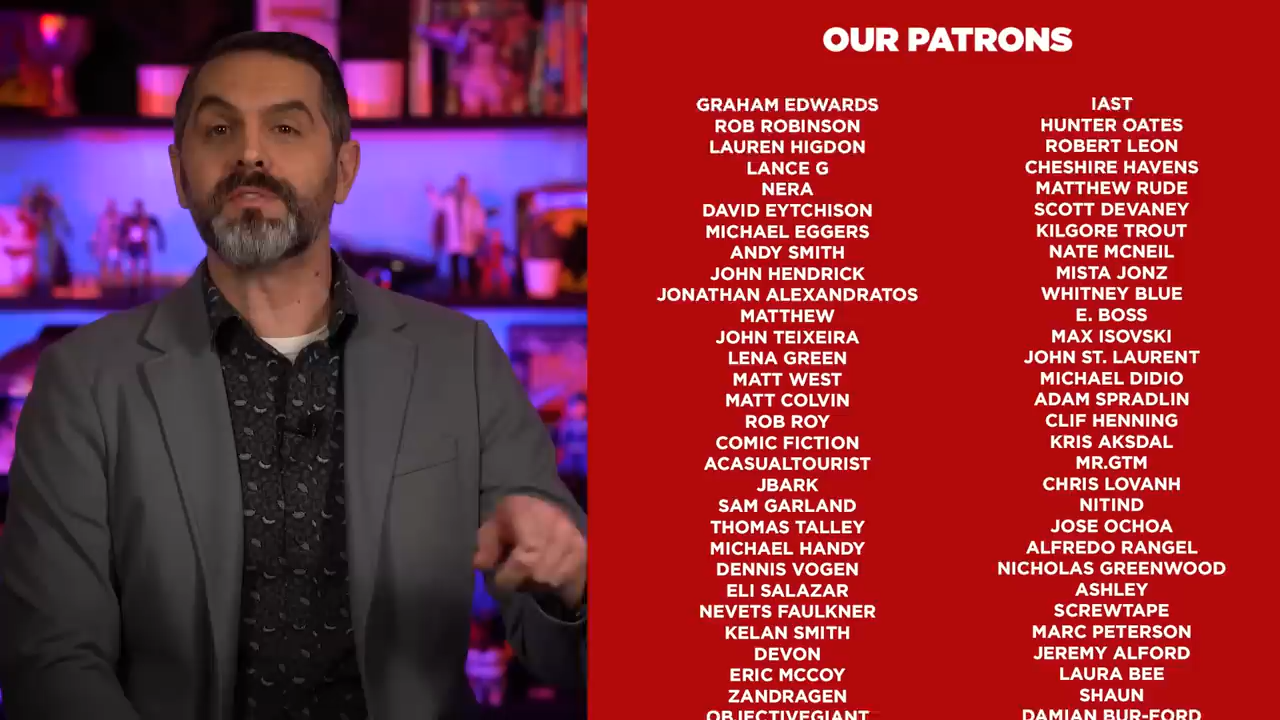 OUR PATRONS
GRAHAM EDWARDS
ROB ROBINSON
LAUREN HIGDON
LANCE G
NERA
DAVID EYTCHISON
MICHAEL EGGERS
ANDY SMITH
JOHN HENDRICK
JONATHAN ALEXANDRATOS
MATTHEW
JOHN TEIXEIRA
LENA GREEN
MATT WEST
MATT COLVIN
ROB ROY
COMIC FICTION
ACASUALTOURIST
JBARK
SAM GARLAND
THOMAS TALLEY
MICHAEL HANDY
DENNIS VOGEN
ELI SALAZAR
NEVETS FAULKNER
KELAN SMITH
DEVON
ERIC MCCOY
ZANDRAGEN
OBJECTIVEGIANT
IAST
HUNTER OATES
ROBERT LEON
CHESHIRE HAVENS
MATTHEW RUDE
SCOTT DEVANEY
KILGORE TROUT
NATE MCNEIL
MISTA JONZ
WHITNEY BLUE
E. BOSS
MAX ISOVSKI
JOHN ST. LAURENT
MICHAEL DIDIO
ADAM SPRADLIN
CLIF HENNING
KRIS AKSDAL
MR.GTM
CHRIS LOVANH
NITIND
JOSE OCHOA
ALFREDO RANGEL
NICHOLAS GREENWOOD
ASHLEY
SCREWTAPE
MARC PETERSON
JEREMY ALFORD
LAURA BEE
SHAUN
DAMIAN BUR-FORD